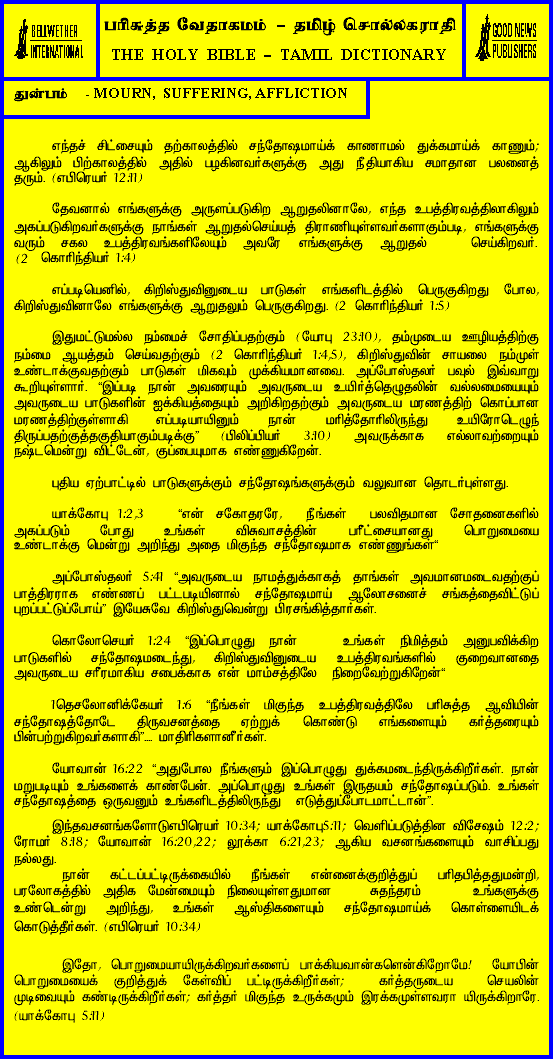 BELLWETHER
INTERNATIONAL
பரிசுத்த வேதாகமம் – தமிழ் சொல்லகராதி
THE HOLY BIBLE – TAMIL DICTIONARY
GOOD NEWS
PUBLISHERS
துன்பம் - MOURN, SUFFERING, AFFLICTION
எந்தச் சிட்சையும் தற்காலத்தில் சந்தோஷமாய்க் காணாமல் துக்கமாய்க் காணும்;
ஆகிலும் பிற்காலத்தில் அதில் பழகினவர்களுக்கு அது நீதியாகிய சமாதான பலனைத்
தரும். (எபிரெயர் 12:11)
தேவனால் எங்களுக்கு அருளப்படுகிற ஆறுதலினாலே, எந்த உபத்திரவத்திலாகிலும்
அகப்படுகிறவர்களுக்கு நாங்கள் ஆறுதல்செய்யத் திராணியுள்ளவர்களாகும்படி, எங்களுக்கு
வரும் சகல உபத்திரவங்களிலேயும் அவரே எங்களுக்கு ஆறுதல் செய்கிறவர்.
(2 கொரிந்தியர் 1:4)
எப்படியெனில், கிறிஸ்துவினுடைய பாடுகள் எங்களிடத்தில் பெருகுகிறது போல,
கிறிஸ்துவினாலே எங்களுக்கு ஆறுதலும் பெருகுகிறது. (2 கொரிந்தியர் 1:5)
இதுமட்டுமல்ல நம்மைச் சோதிப்பதற்கும் (யோபு 23:10), தம்முடைய ஊழியத்திற்கு
நம்மை ஆயத்தம் செய்வதற்கும் (2 கொரிந்தியர் 1:4,5), கிறிஸ்துவின் சாயலை நம்முள்
உண்டாக்குவதற்கும் பாடுகள் மிகவும் முக்கியமானவை. அப்போஸ்தலர் பவுல் இவ்வாறு
கூறியுள்ளார். “இப்படி நான் அவரையும் அவருடைய உயிர்த்தெழுதலின் வல்லமையையும்
அவருடைய பாடுகளின் ஐக்கியத்தையும் அறிகிறதற்கும் அவருடைய மரணத்திற் கொப்பான
மரணத்திற்குள்ளாகி எப்படியாயினும் நான் மரித்தோரிலிருந்து உயிரோடெழுந்
திருப்பதற்குத்தகுதியாகும்படிக்கு” (பிலிப்பியர் 3:10) அவருக்காக எல்லாவற்றையும்
நஷ்டமென்று விட்டேன், குப்பையுமாக எண்ணுகிறேன்.
புதிய ஏற்பாட்டில் பாடுகளுக்கும் சந்தோஷங்களுக்கும் வலுவான தொடர்புள்ளது.
யாக்கோபு 1:2,3 “என் சகோதரரே, நீங்கள் பலவிதமான சோதனைகளில்
அகப்படும் போது உங்கள் விசுவாசத்தின் பரீட்சையானது பொறுமையை
உண்டாக்கு மென்று அறிந்து அதை மிகுந்த சந்தோஷமாக எண்ணுங்கள்“
அப்போஸ்தலர் 5:41 “அவருடைய நாமத்துக்காகத் தாங்கள் அவமானமடைவதற்குப்
பாத்திரராக எண்ணப் பட்டபடியினால் சந்தோஷமாய் ஆலோசனைச் சங்கத்தைவிட்டுப்
புறப்பட்டுப்போய்” இயேசுவே கிறிஸ்துவென்று பிரசங்கித்தார்கள்.
கொலோசெயர் 1:24 “இப்பொழுது நான் உங்கள் நிமித்தம் அனுபவிக்கிற
பாடுகளில் சந்தோஷமடைந்து, கிறிஸ்துவினுடைய உபத்திரவங்களில் குறைவானதை
அவருடைய சரீரமாகிய சபைக்காக என் மாம்சத்திலே நிறைவேற்றுகிறேன்“
1தெசலோனிக்கேயர் 1:6 “நீங்கள் மிகுந்த உபத்திரவத்திலே பரிசுத்த ஆவியின்
சந்தோஷத்தோடே திருவசனத்தை ஏற்றுக் கொண்டு எங்களையும் கர்த்தரையும்
பின்பற்றுகிறவர்களாகி”.... மாதிரிகளானீர்கள்.
யோவான் 16:22 “அதுபோல நீங்களும் இப்பொழுது துக்கமடைந்திருக்கிறீர்கள். நான்
மறுபடியும் உங்களைக் காண்பேன். அப்பொழுது உங்கள் இருதயம் சந்தோஷப்படும். உங்கள்
சந்தோஷத்தை ஒருவனும் உங்களிடத்திலிருந்து எடுத்துப்போடமாட்டான்”.
இந்தவசனங்களோடுஎபிரெயர் 10:34; யாக்கோபு5:11; வெளிப்படுத்தின விசேஷம் 12:2;
ரோமர் 8:18; யோவான் 16:20,22; லூக்கா 6:21,23; ஆகிய வசனங்களையும் வாசிப்பது
நல்லது.
நான் கட்டப்பட்டிருக்கையில் நீங்கள் என்னைக்குறித்துப் பரிதபித்ததுமன்றி,
பரலோகத்தில் அதிக மேன்மையும் நிலையுள்ளதுமான சுதந்தரம் உங்களுக்கு
உண்டென்று அறிந்து, உங்கள் ஆஸ்திகளையும் சந்தோஷமாய்க் கொள்ளையிடக்
கொடுத்தீர்கள். (எபிரெயர் 10:34)
இதோ, பொறுமையாயிருக்கிறவர்களைப் பாக்கியவான்களென்கிறோமே! யோபின்
பொறுமையைக் குறித்துக் கேள்விப் பட்டிருக்கிறீர்கள்; கர்த்தருடைய செயலின்
முடிவையும் கண்டிருக்கிறீர்கள்; கர்த்தர் மிகுந்த உருக்கமும் இரக்கமுள்ளவரா யிருக்கிறாரே.
(யாக்கோபு 5:11)